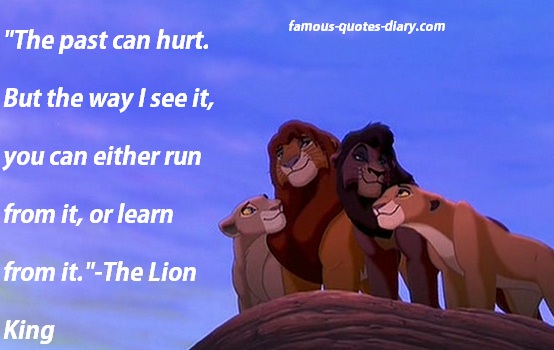 famous-quotes-diary.com
"The past can hurt.
But the way I see it,
you can either run
from it, or learn
from it."-The Lion
King